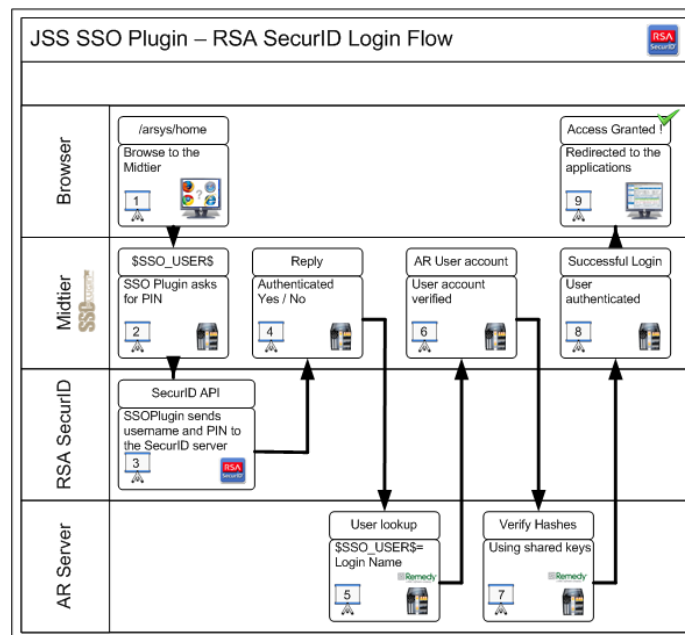 JSS SSO Plugin – RSA SecurID Login Flow
RSA
SecurID
Browser
/arsys/home
Browse to the
Midtier
?
1
Access Granted !
Redirected to the
applications
9
Midtier
SSO
$SSO_USER$
SSO Plugin asks
for PIN
2
Reply
Authenticated
Yes / No
4
AR User account
User account
verified
6
Successful Login
User
authenticated
8
RSA SecurID
SecurID API
SSOPlugin sends
username and PIN to
the SecurID server
3
RSA
SecurID
AR Server
User lookup
$SSO_USER$=
Login Name
Remedy
5
Verify Hashes
Using shared keys
Remedy
7